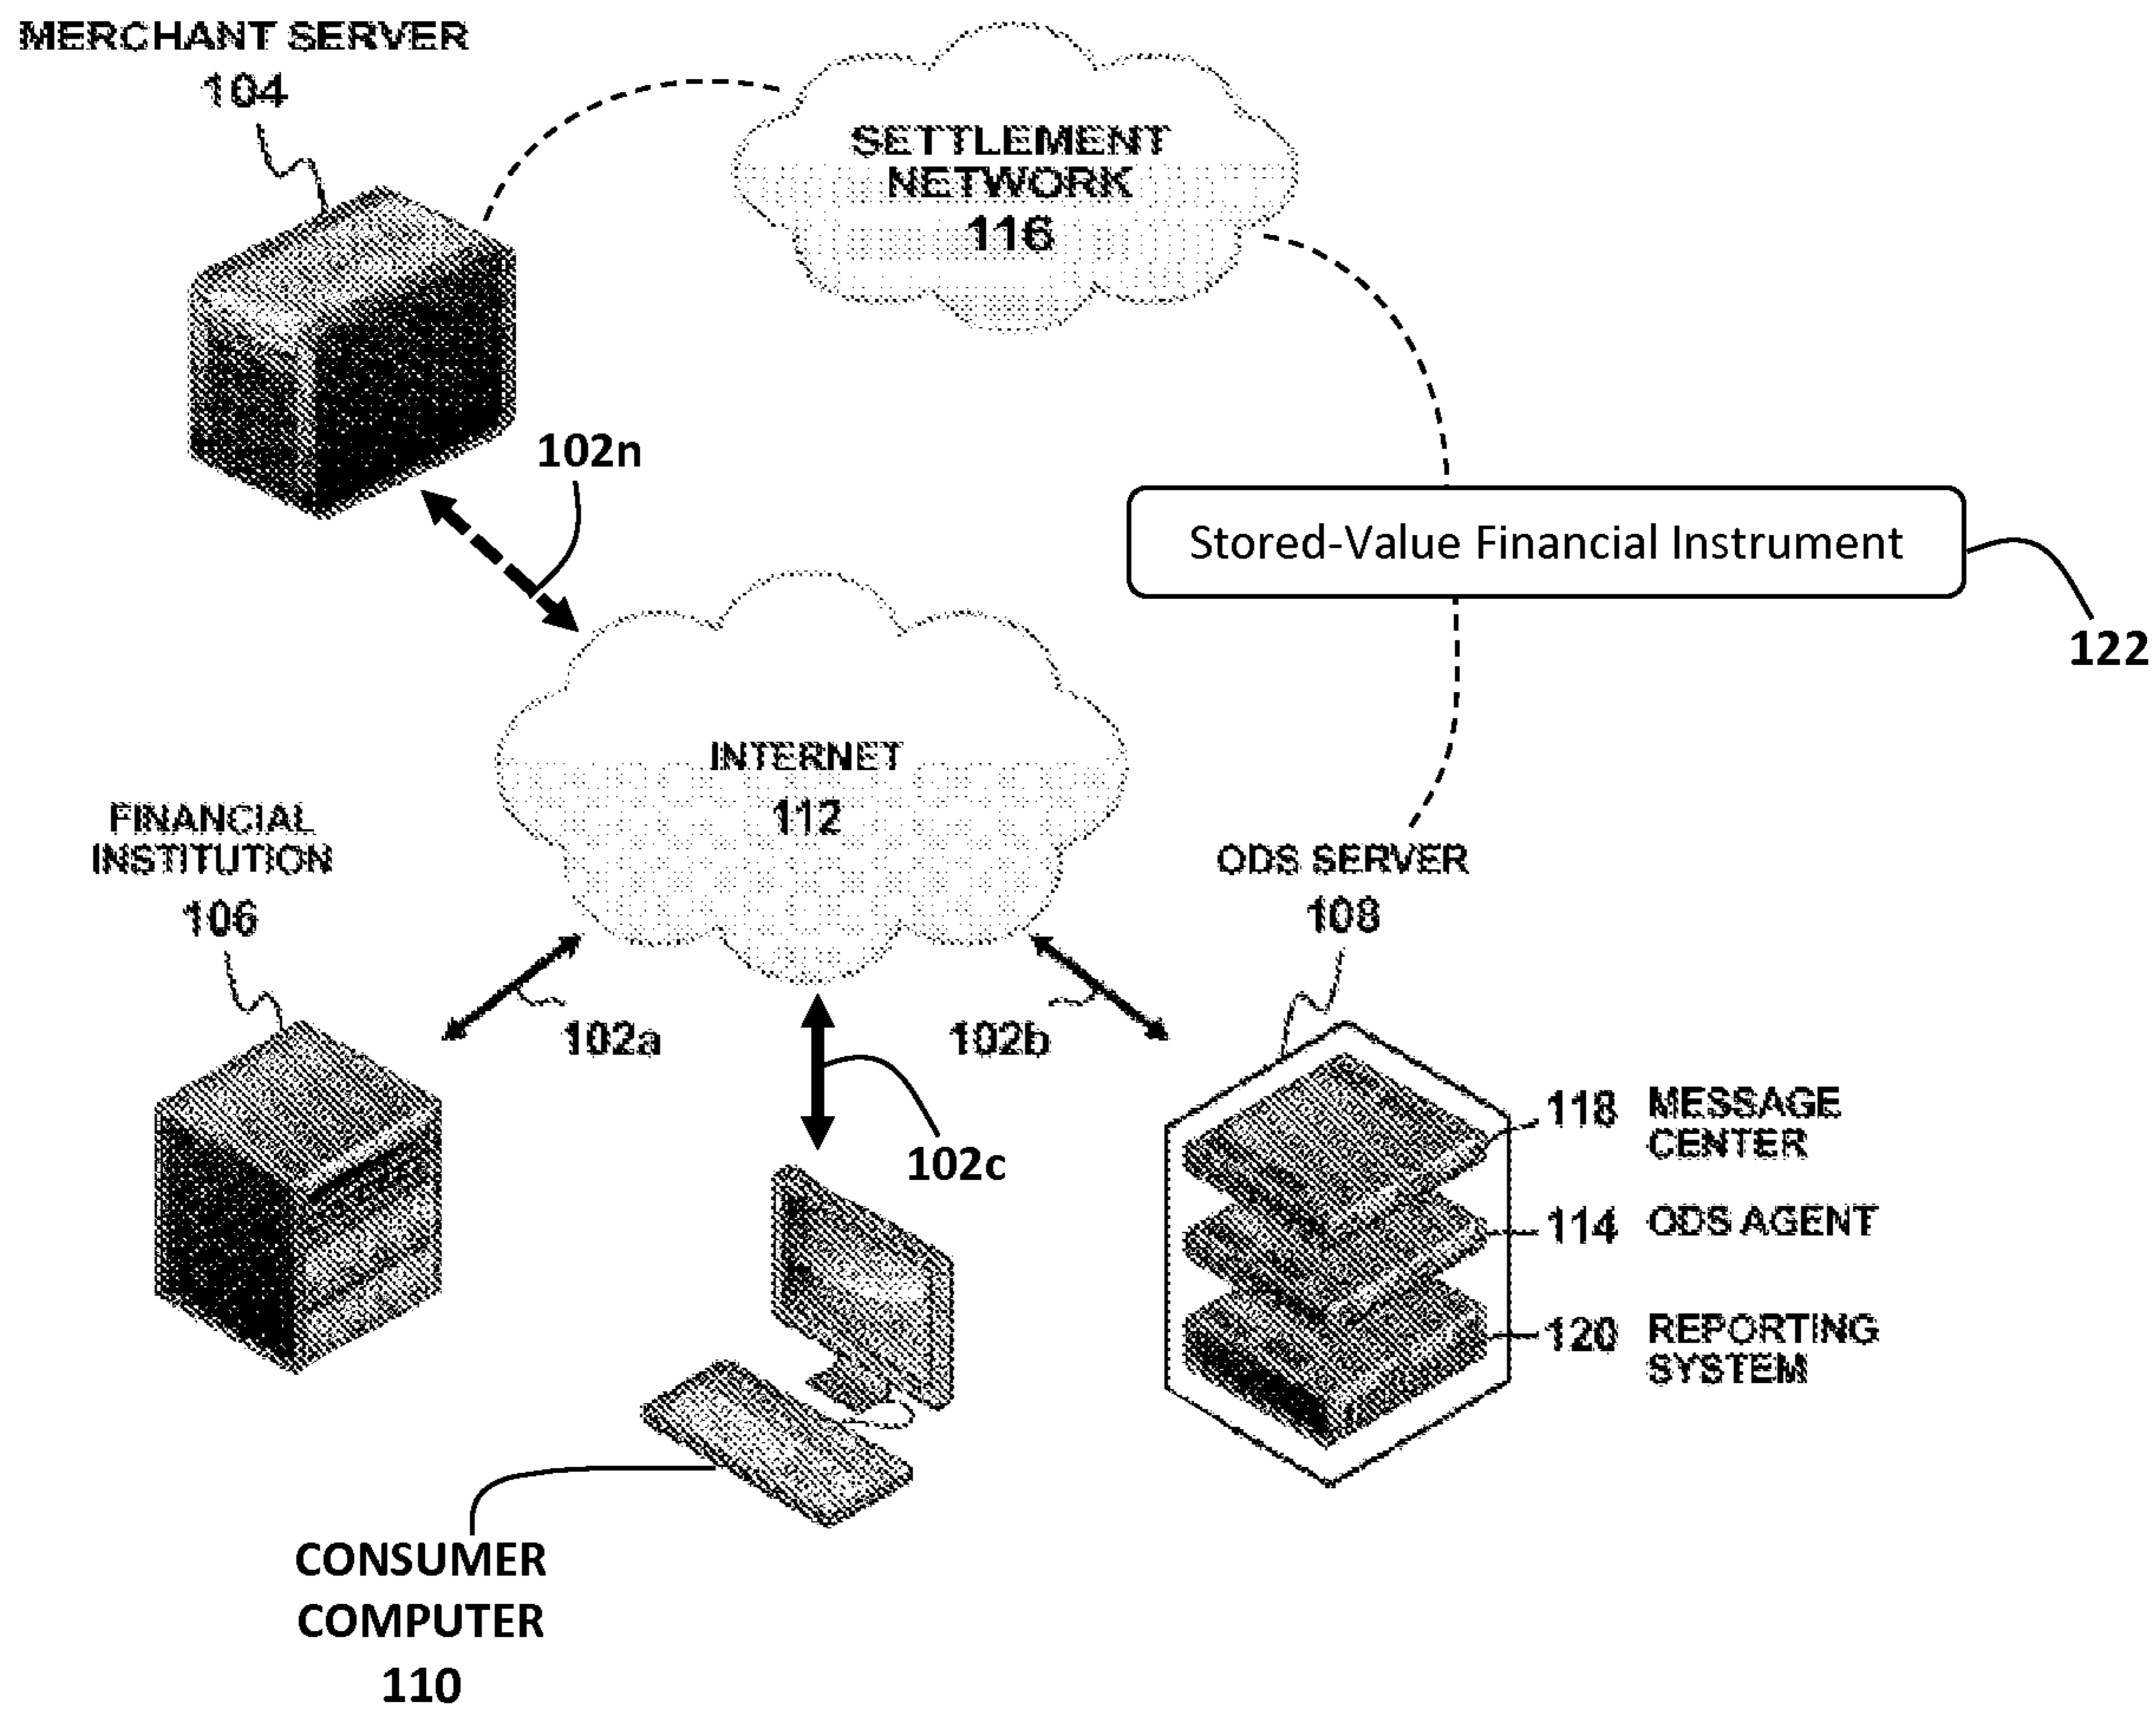 MERCHANT SERVER
104
SETTLEMENT
NETWORK
116
102n
Stored-Value Financial Instrument
122
INTERNET
112
FINANCIAL
INSTITUTION
106
ODS SERVER
108
102a
102b
102c
118 MESSAGE
CENTER
114 ODS AGENT
120 REPORTING
SYSTEM
CONSUMER
COMPUTER
110